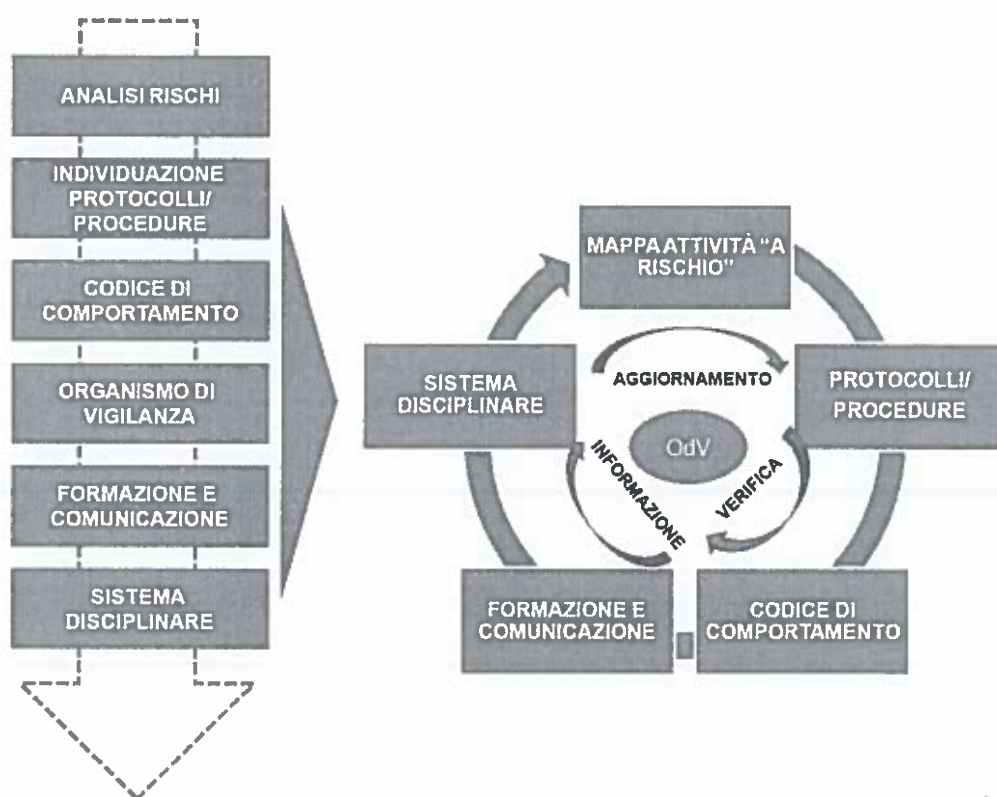 ANALISI RISCHI
INDIVIDUAZIONE
PROTOCOLLI/
PROCEDURE
CODICE DI
COMPORTAMENTO
ORGANISMO DI
VIGILANZA
FORMAZIONE E
COMUNICAZIONE
SISTEMA
DISCIPLINARE
MAPPA ATTIVITÀ “A
RISCHIO”
SISTEMA
DISCIPLINARE
AGGIORNAMENTO
PROTOCOLLI/
PROCEDURE
OdV
INFORMAZIONE
VERIFICA
FORMAZIONE E
COMUNICAZIONE
CODICE DI
COMPORTAMENTO